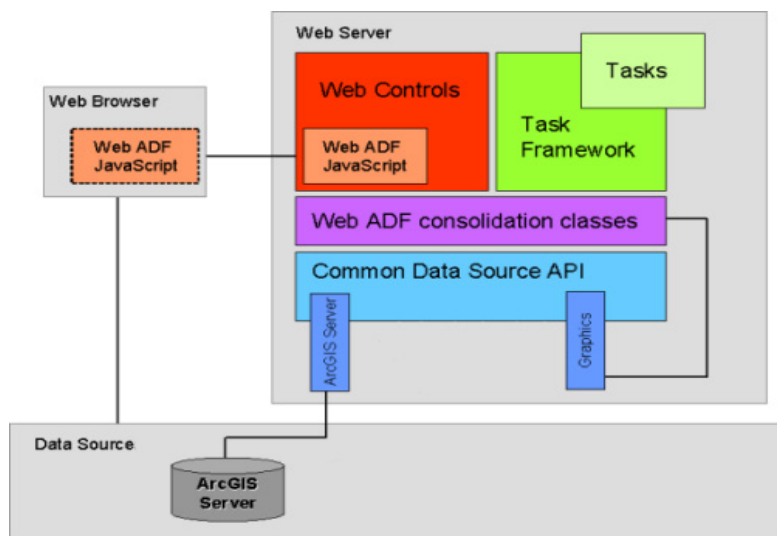 Web Server
Tasks
Web Controls
Web Browser
Task
Framework
Web ADF
JavaScript
Web ADF
JavaScript
Web ADF consolidation classes
Common Data Source API
ArcGIS Server
Graphics
Data Source
ArcGIS
Server